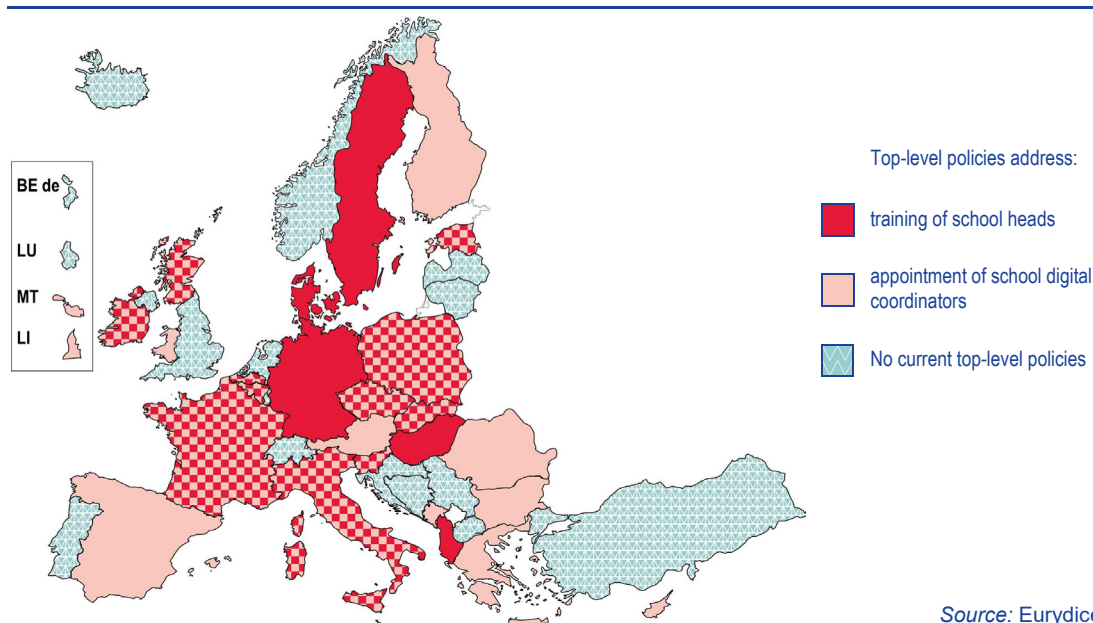 BE de
LU
MT
LI
Top-level policies address:
training of school heads
appointment of school digital
coordinators
No current top-level policies
Source: Eurydice